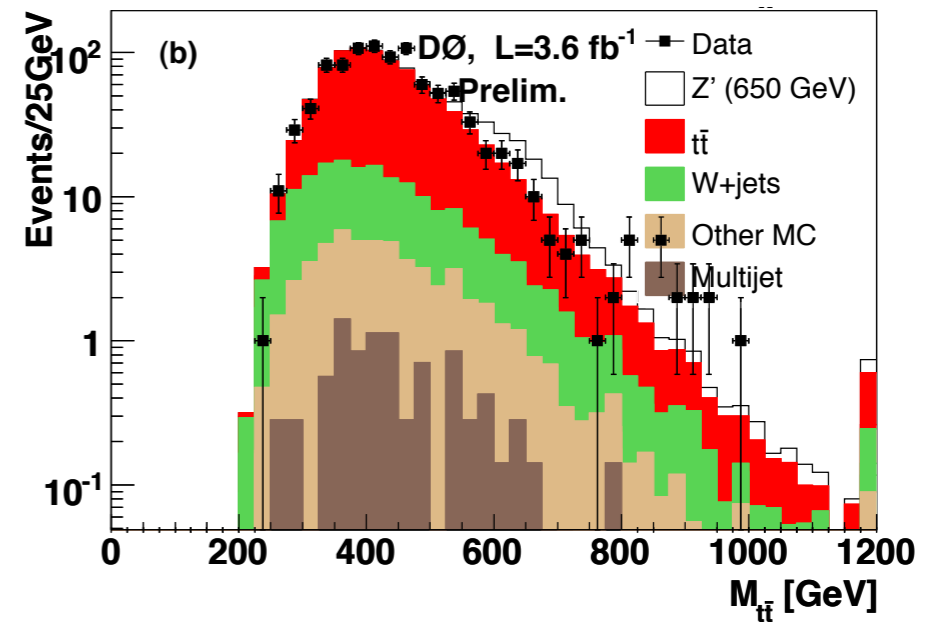 (b)
DØ, L=3.6 fb⁻¹
Prelim.
Data
Z' (650 GeV)
tt̄
W+jets
Other MC
Multijet
Events/25GeV
10²
10
1
10⁻¹
0 200 400 600 800 1000 1200
M_tt̄ [GeV]